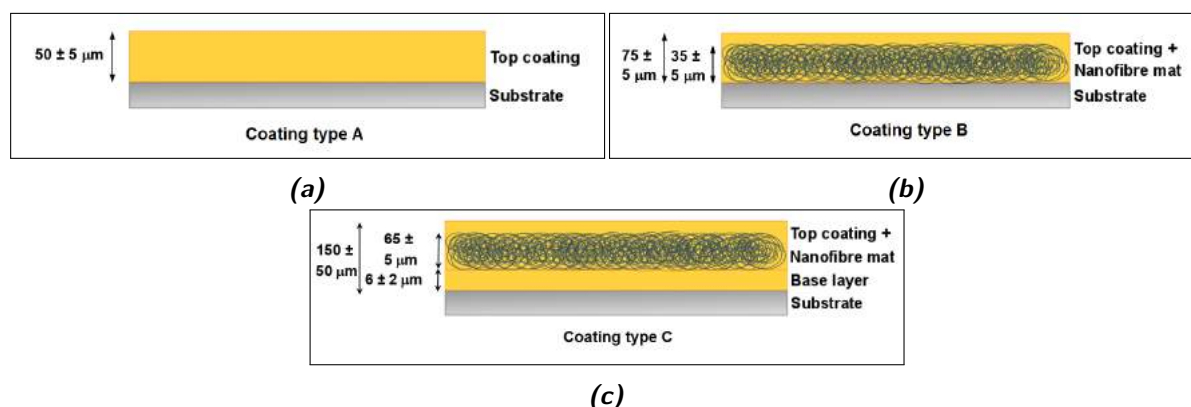 50 ± 5 μm
Top coating
Substrate
Coating type A
(a)
75 ± 35 ±
5 μm 5 μm
Top coating +
Nanofibre mat
Substrate
Coating type B
(b)
150 ±
50 μm
65 ±
5 μm
6 ± 2 μm
Top coating +
Nanofibre mat
Base layer
Substrate
Coating type C
(c)